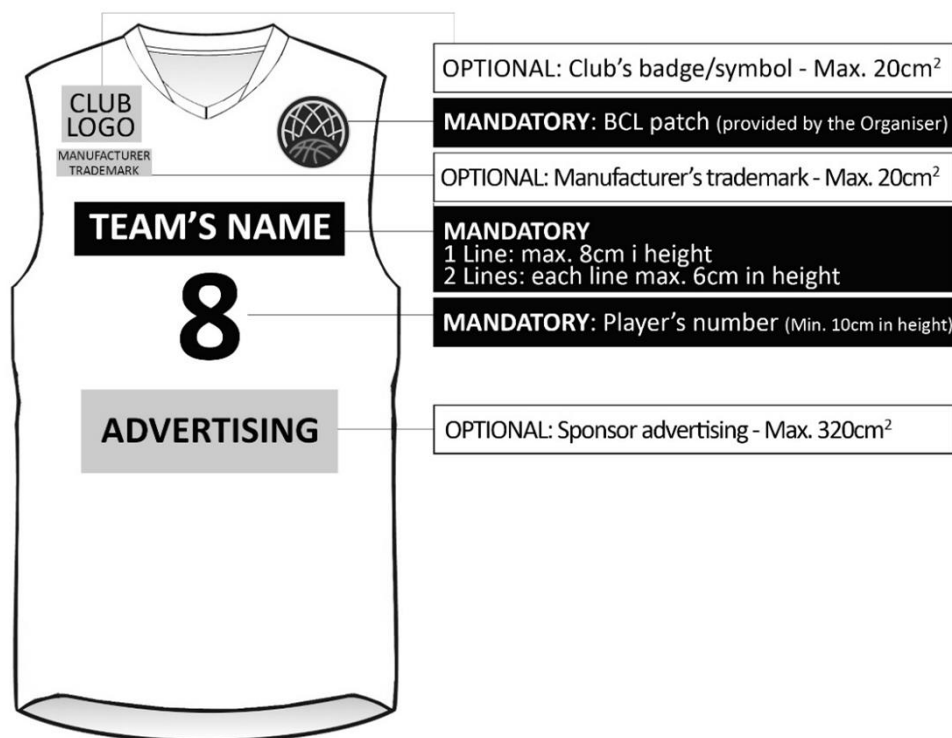 CLUB
LOGO
MANUFACTURER
TRADEMARK
TEAM'S NAME
8
ADVERTISING
OPTIONAL: Club's badge/symbol - Max. 20cm²
MANDATORY: BCL patch (provided by the Organiser)
OPTIONAL: Manufacturer's trademark - Max. 20cm²
MANDATORY
1 Line: max. 8cm i height
2 Lines: each line max. 6cm in height
MANDATORY: Player's number (Min. 10cm in height)
OPTIONAL: Sponsor advertising - Max. 320cm²